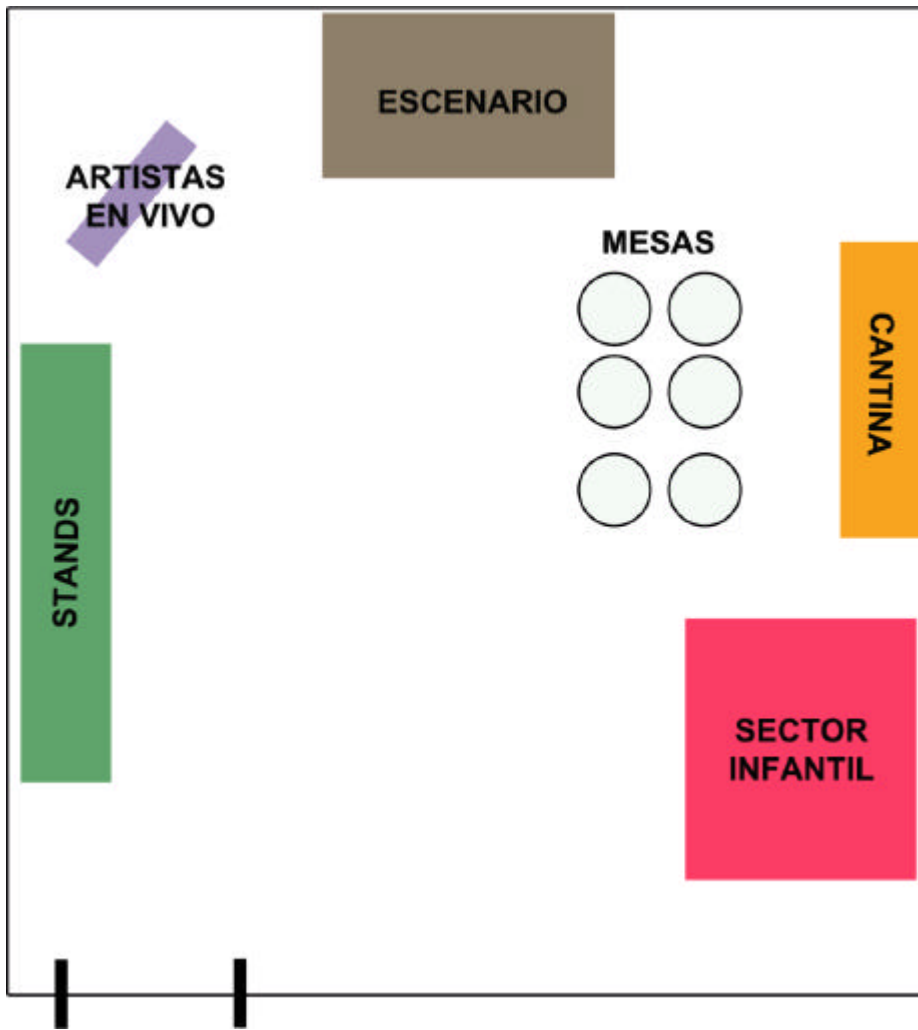 ESCENARIO
ARTISTAS
EN VIVO
MESAS
CANTINA
STANDS
SECTOR
INFANTIL